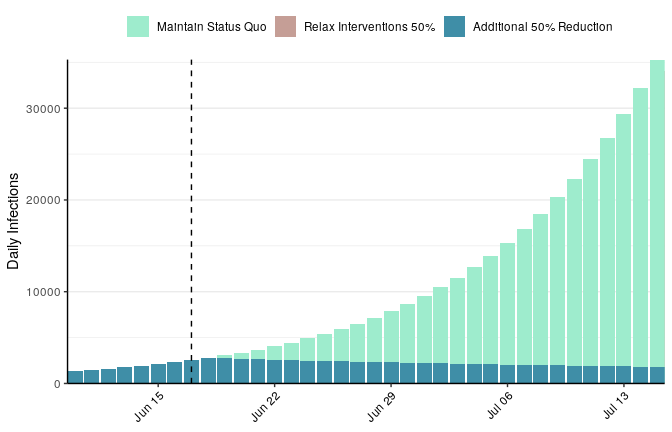 Maintain Status Quo Relax Interventions 50% Additional 50% Reduction
Daily Infections
30000
20000
10000
0
Jun 15 Jun 22 Jun 29 Jul 06 Jul 13